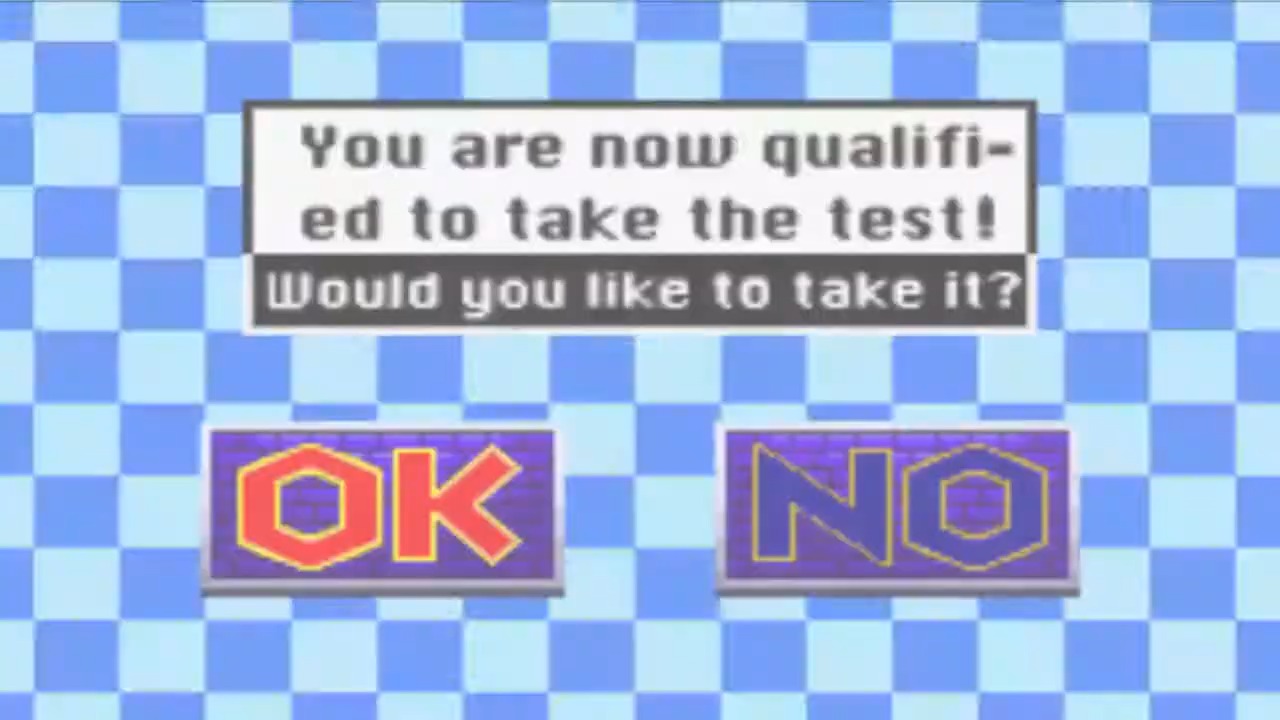 You are now qualifi-
ed to take the test!
Would you like to take it?
OK NO